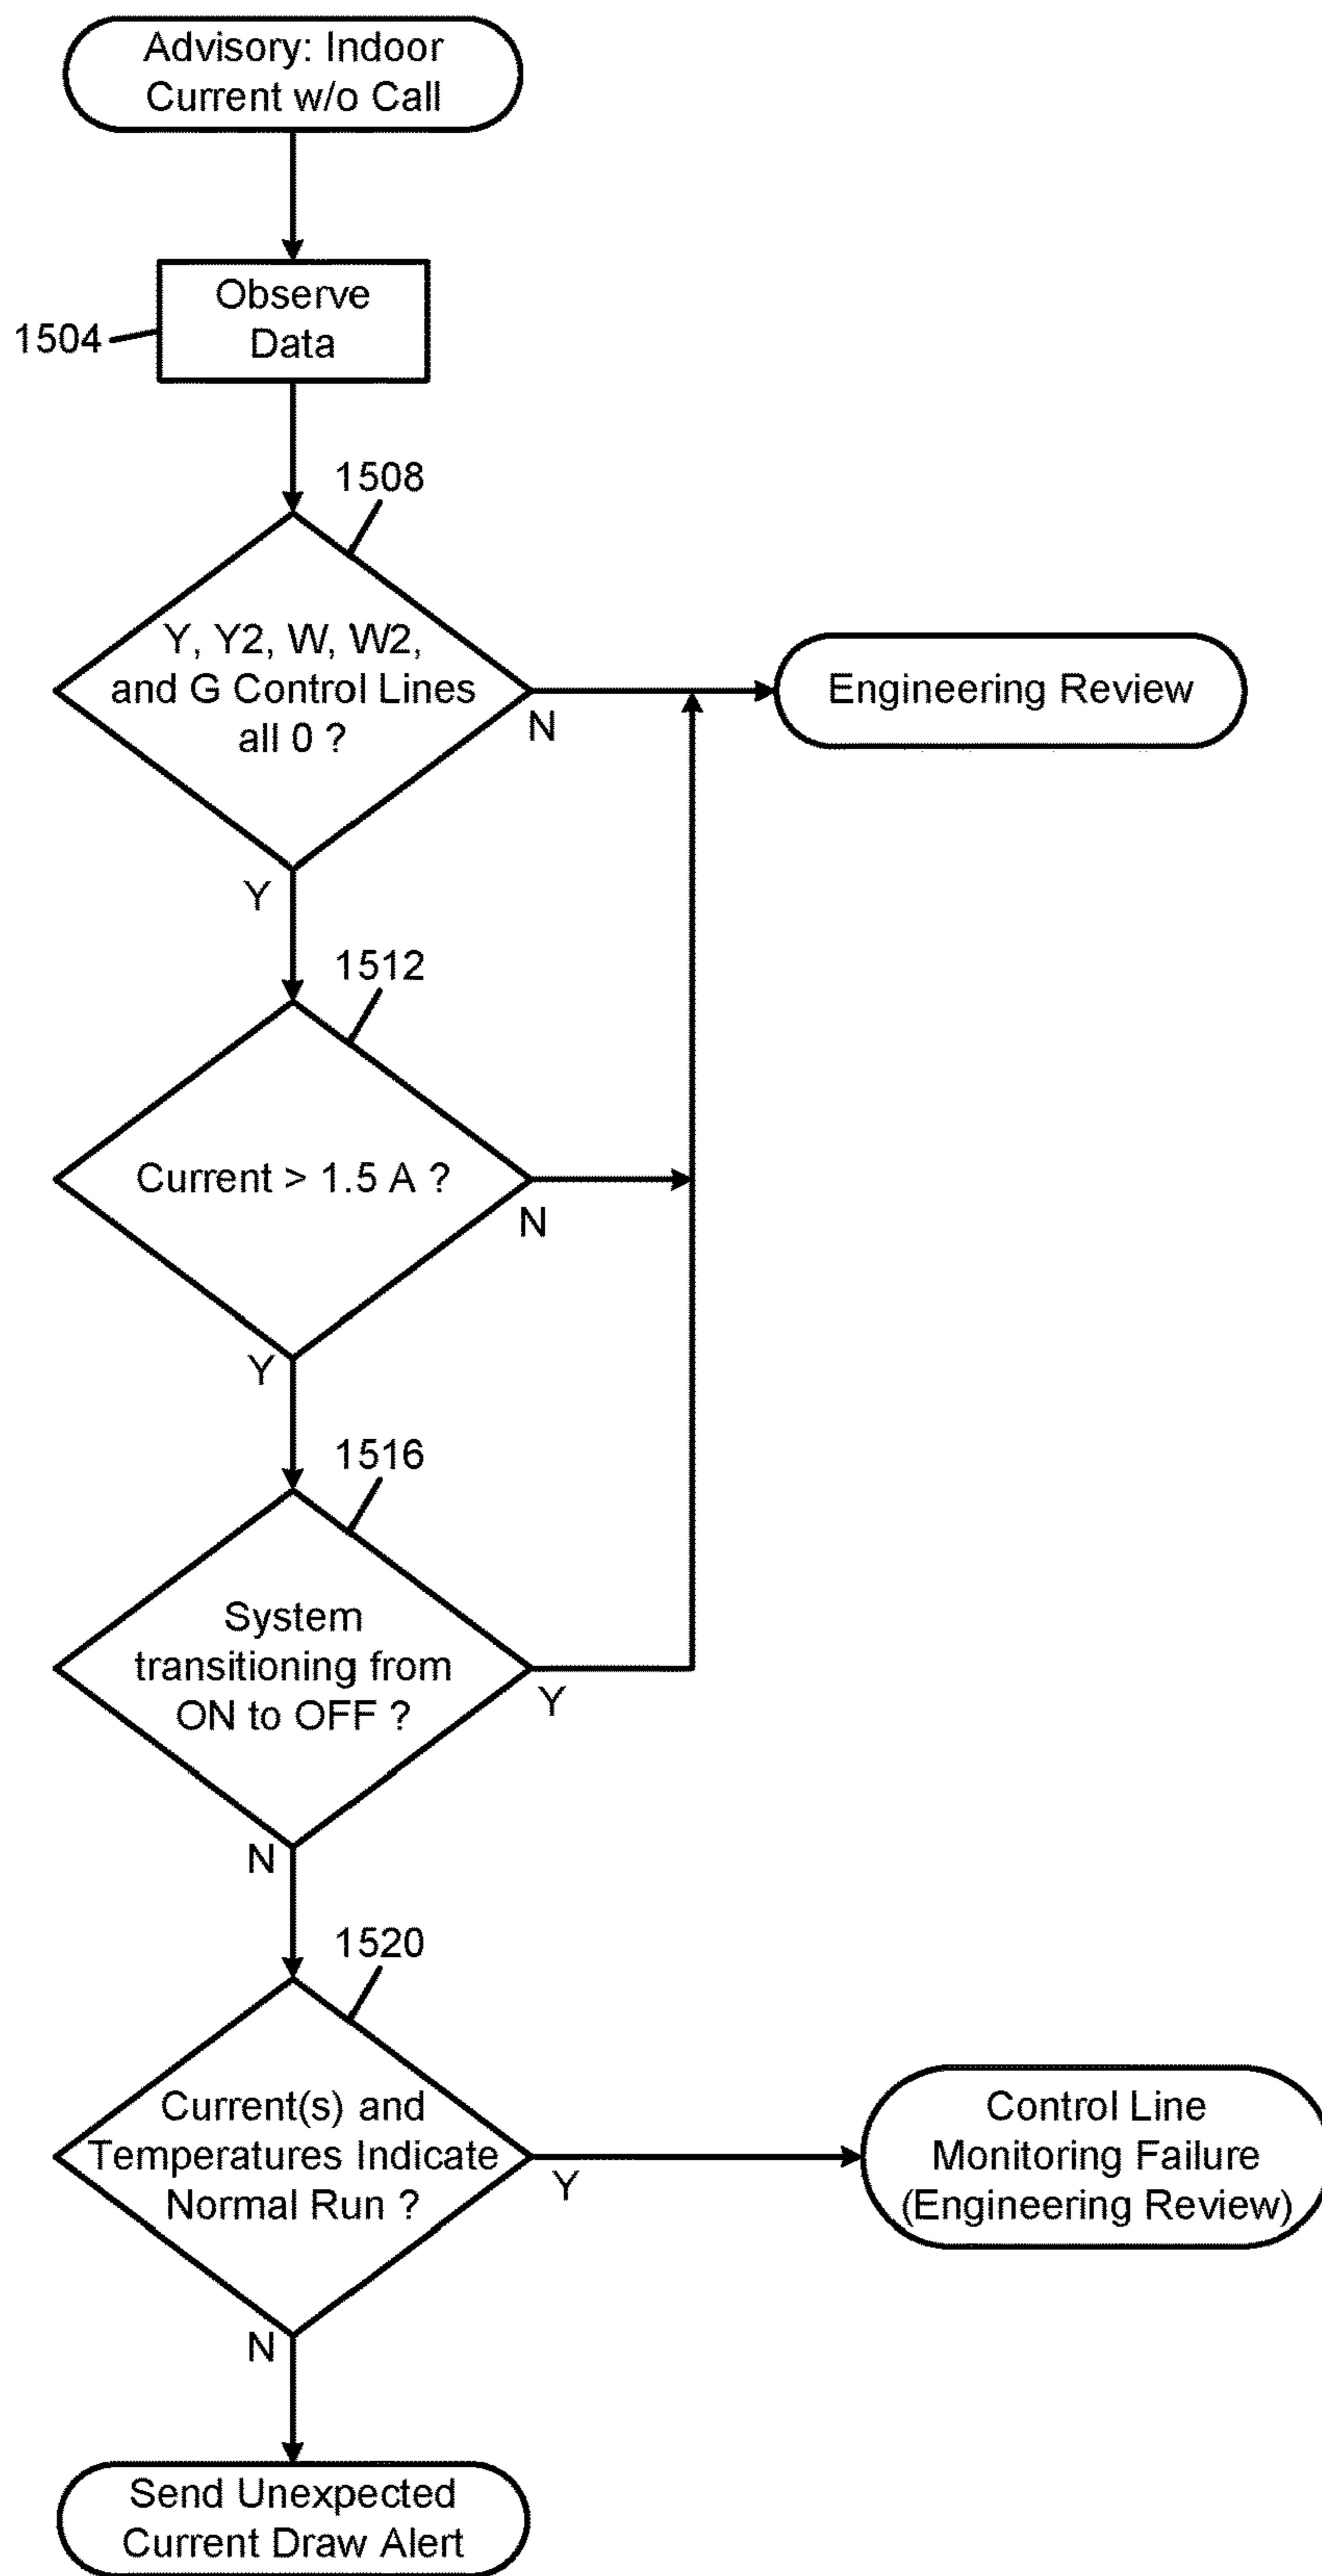 Advisory: Indoor
Current w/o Call
Observe
Data
1504
1508
Y, Y2, W, W2,
and G Control Lines
all 0 ?
N
Engineering Review
Y
1512
Current > 1.5 A ?
N
Y
1516
System
transitioning from
ON to OFF ?
Y
N
1520
Current(s) and
Temperatures Indicate
Normal Run ?
Y
Control Line
Monitoring Failure
(Engineering Review)
N
Send Unexpected
Current Draw Alert